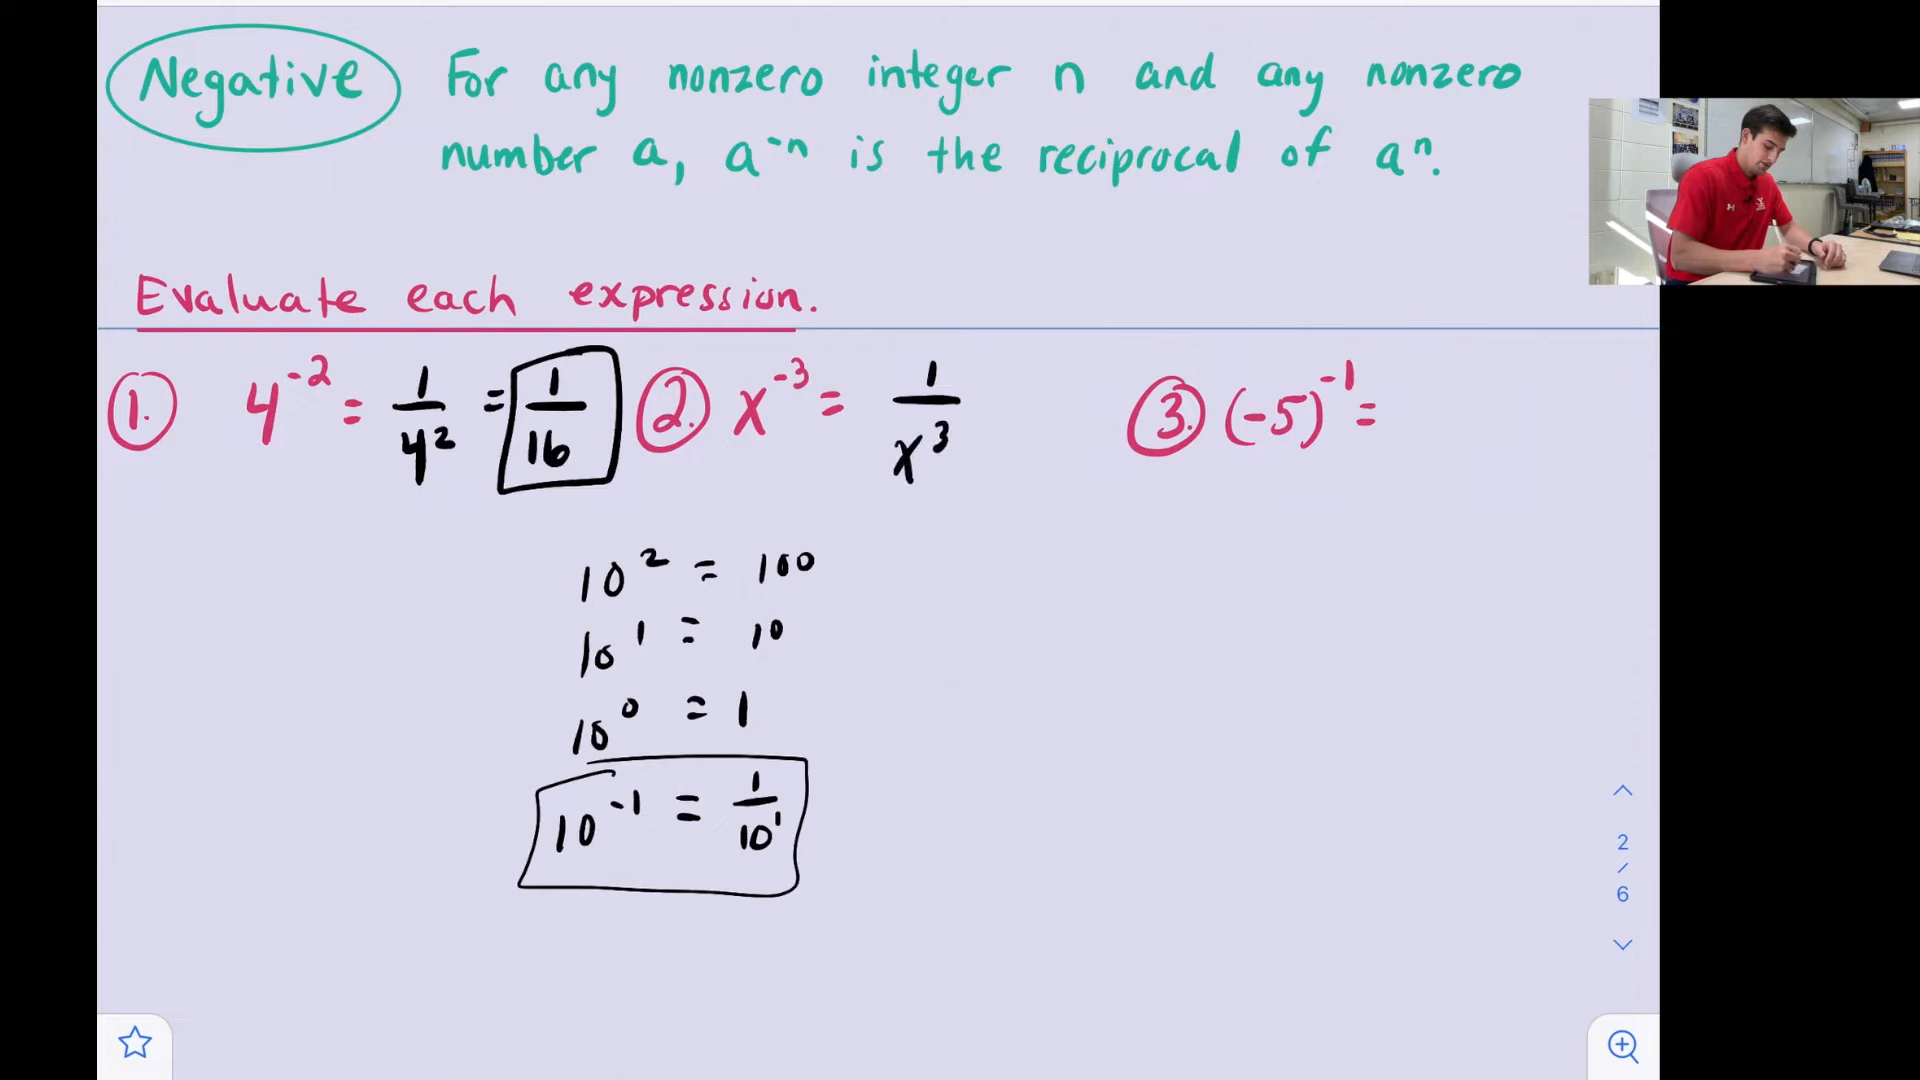 Negative
For any nonzero integer n and any nonzero
number a, a⁻ⁿ is the reciprocal of aⁿ.
Evaluate each expression.
1. 4⁻² = 1/4² = 1/16
2. x⁻³ = 1/x³
3. (-5)⁻¹ =
10² = 100
10¹ = 10
10⁰ = 1
10⁻¹ = 1/10¹
2
/
6